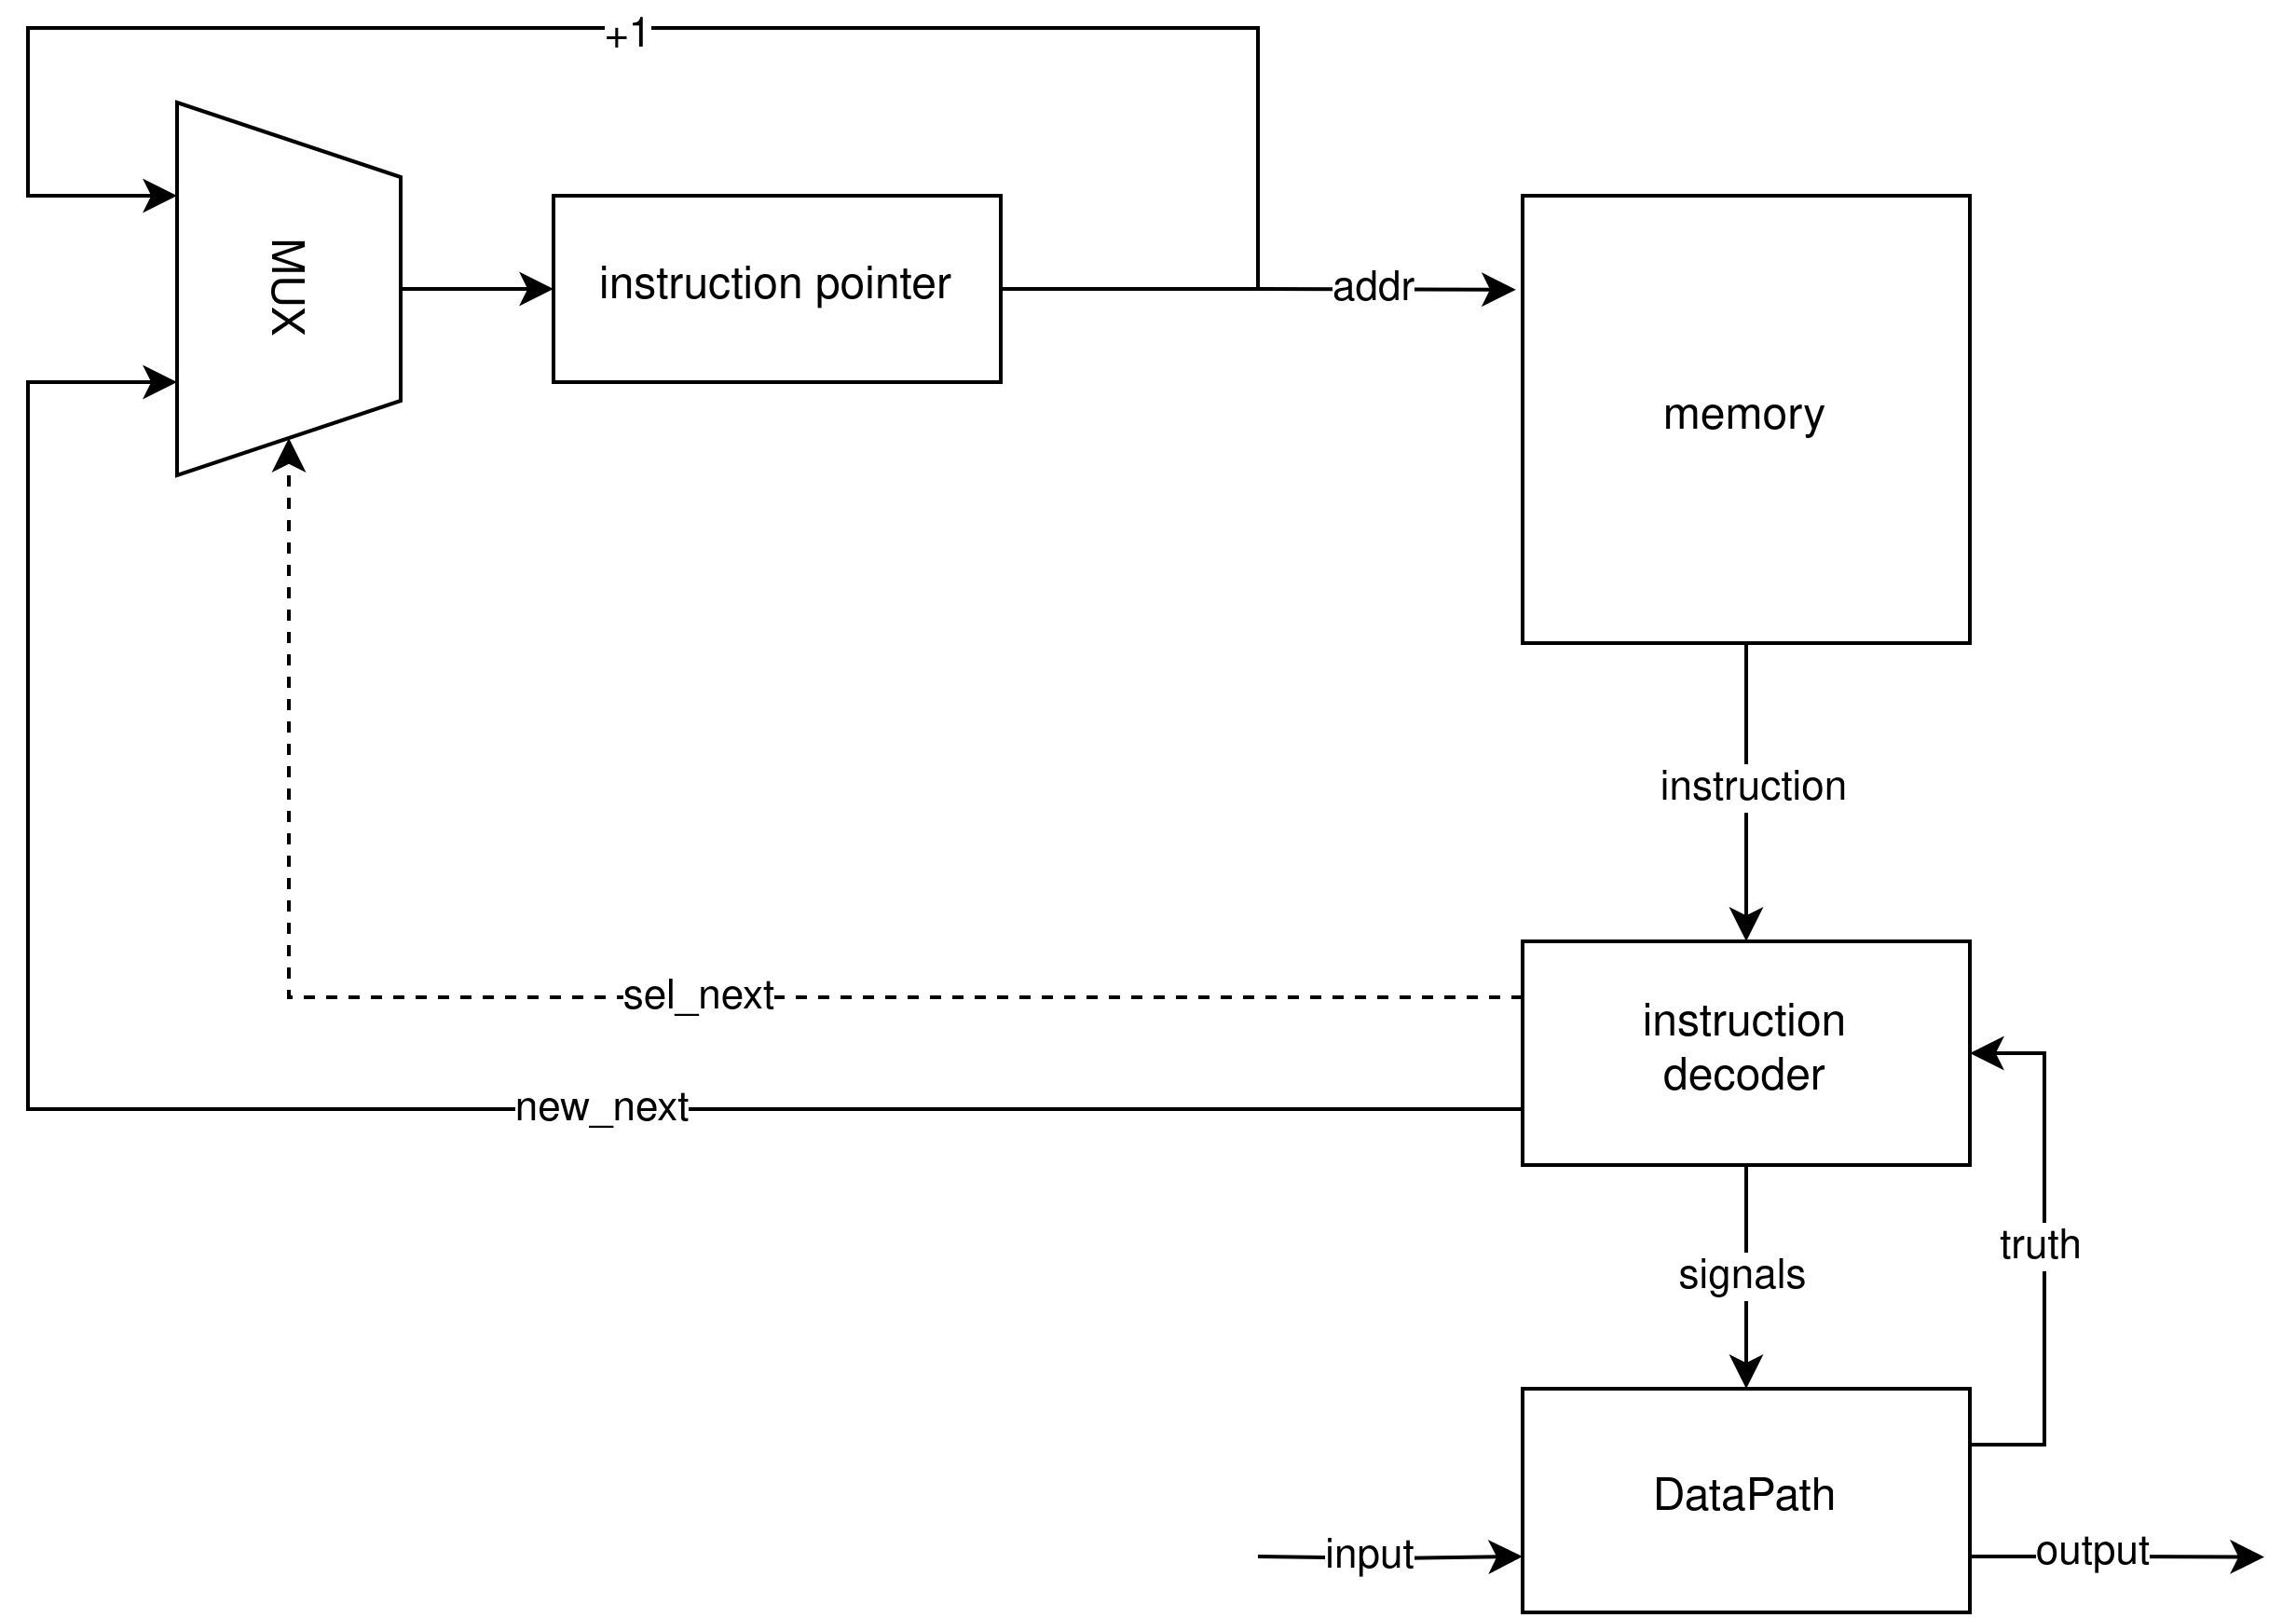 +1
MUX
instruction pointer
addr
memory
instruction
sel_next
instruction
decoder
new_next
truth
signals
DataPath
input
output